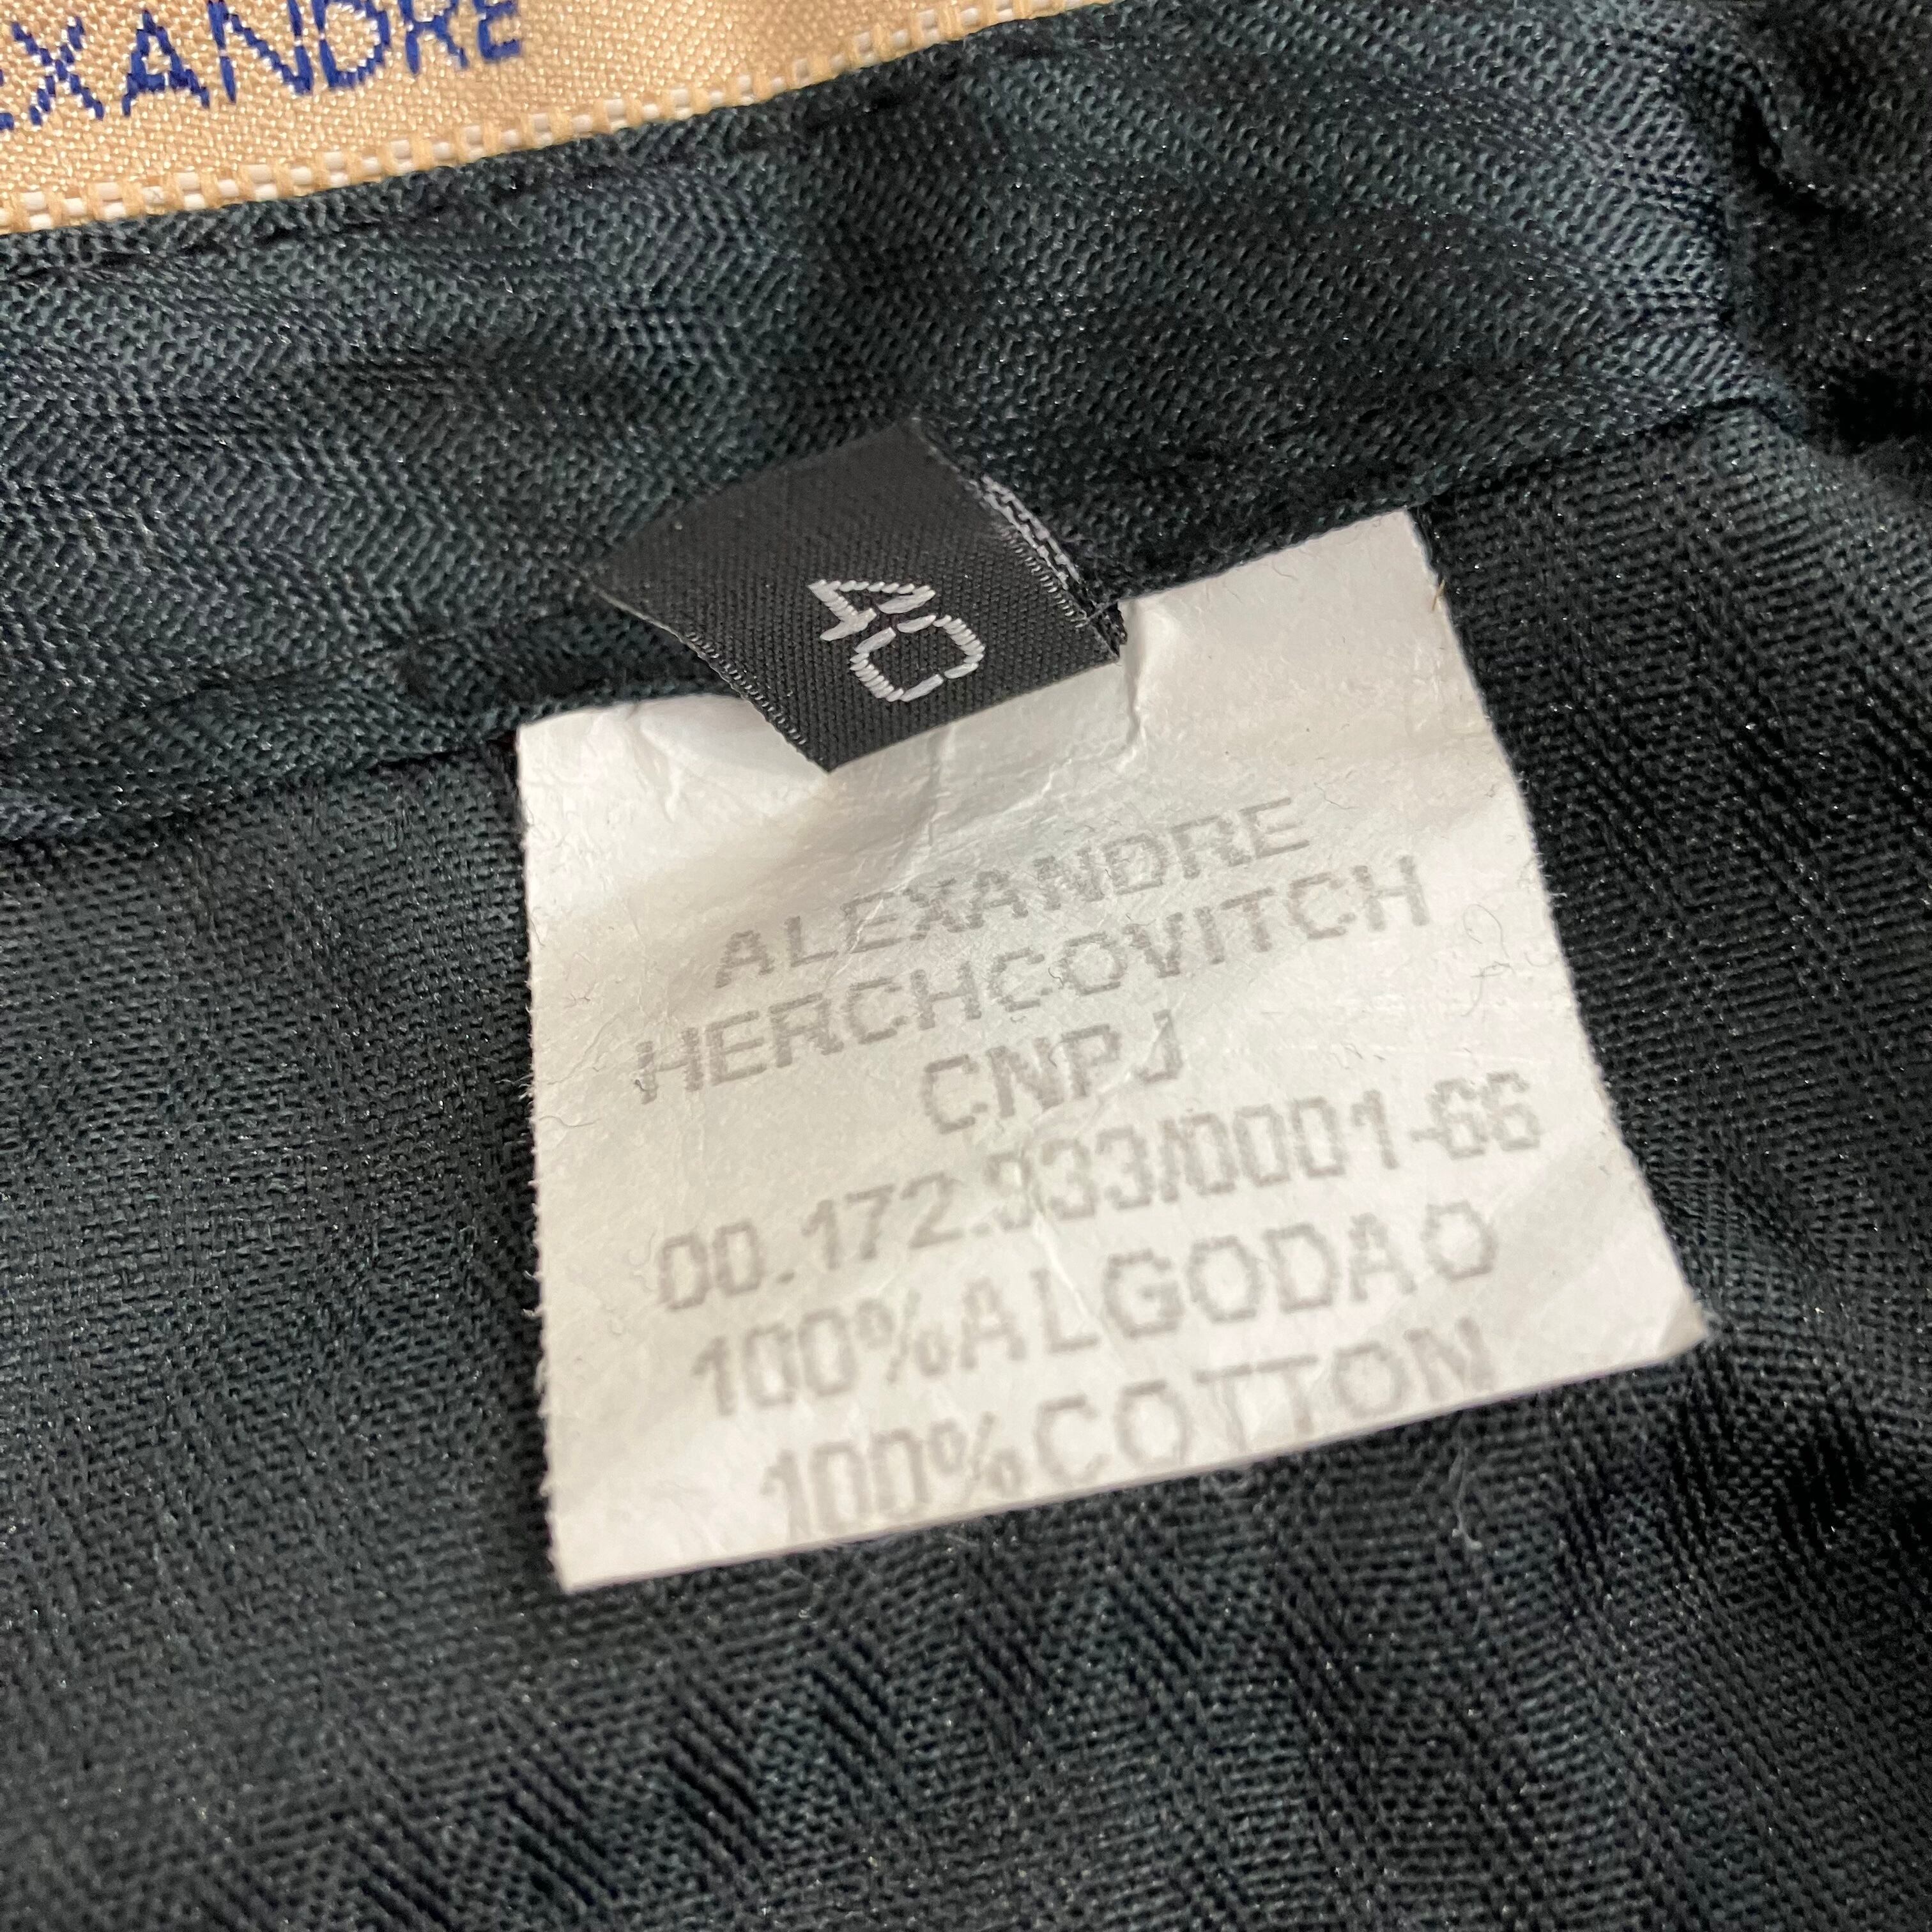 EXANDRE
40
ALEXANDRE
HERCHCOVITCH
CNPJ
00.172.933/0001-66
100%ALGODAO
100%COTTON